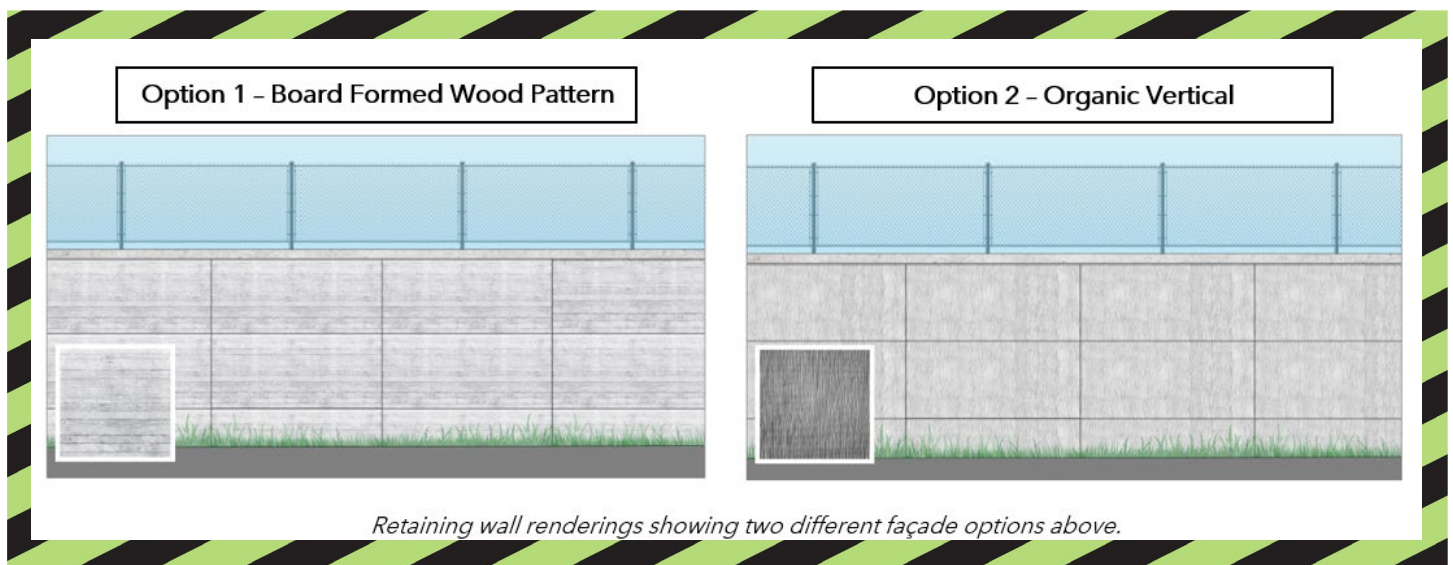 Option 1 – Board Formed Wood Pattern
Option 2 – Organic Vertical
Retaining wall renderings showing two different façade options above.